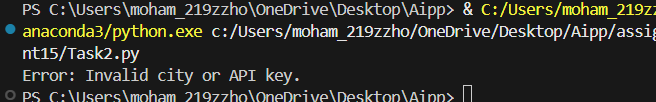 PS C:\Users\moham_219zzho\OneDrive\Desktop\Aipp> & C:/Users/moham_219zz
anaconda3/python.exe c:/Users/moham_219zzho/OneDrive/Desktop/Aipp/assig
nt15/Task2.py
Error: Invalid city or API key.
PS C:\Users\moham_219zzho\OneDrive\Desktop\Aipp>